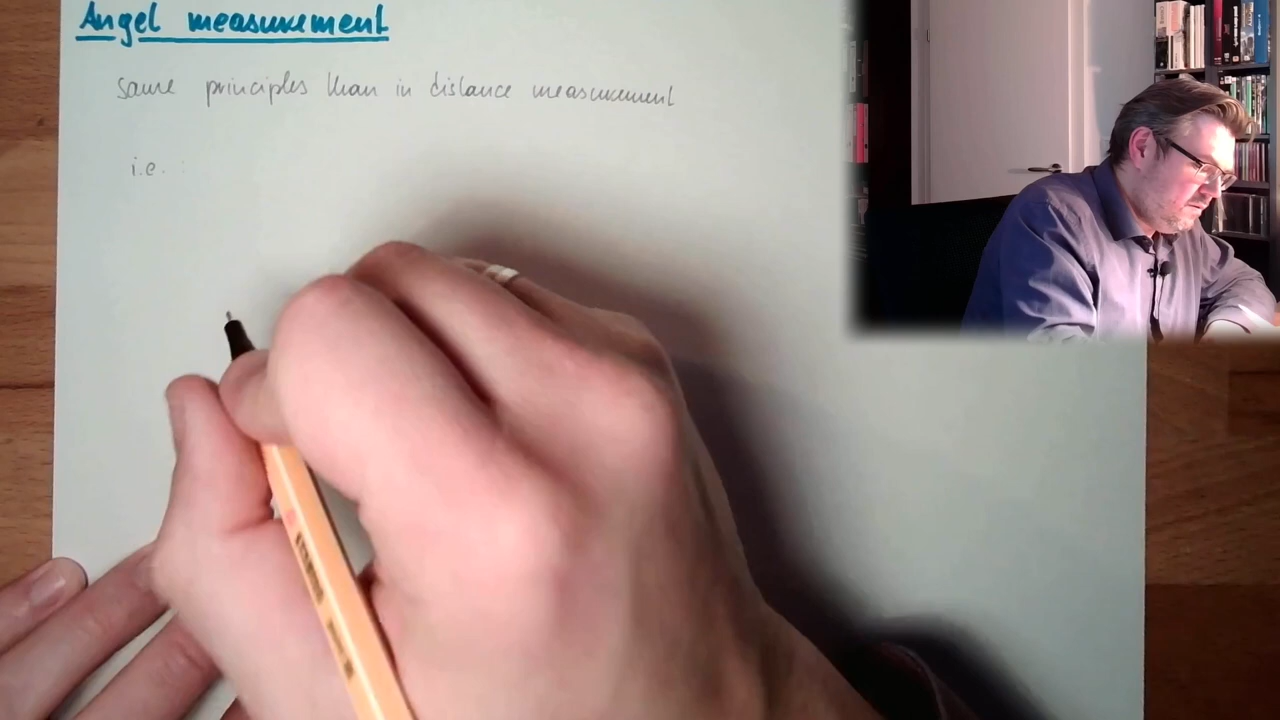 Angel measurement
same principles than in distance measurement
i.e. :